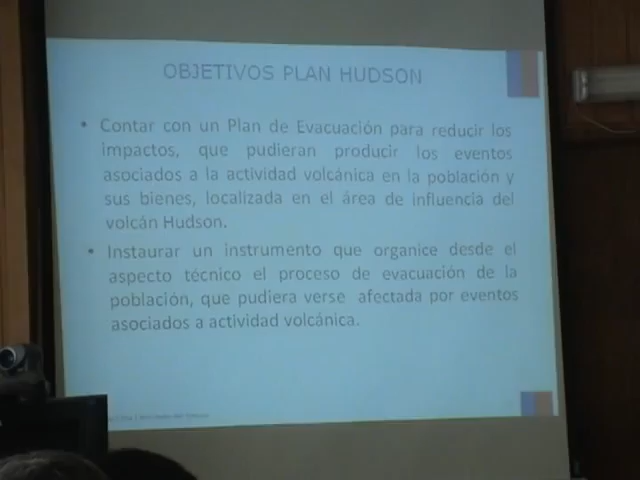 OBJETIVOS PLAN HUDSON
• Contar con un Plan de Evacuación para reducir los
impactos, que pudieran producir los eventos
asociados a la actividad volcánica en la población y
sus bienes, localizada en el área de influencia del
volcán Hudson.
• Instaurar un instrumento que organice desde el
aspecto técnico el proceso de evacuación de la
población, que pudiera verse afectada por eventos
asociados a actividad volcánica.